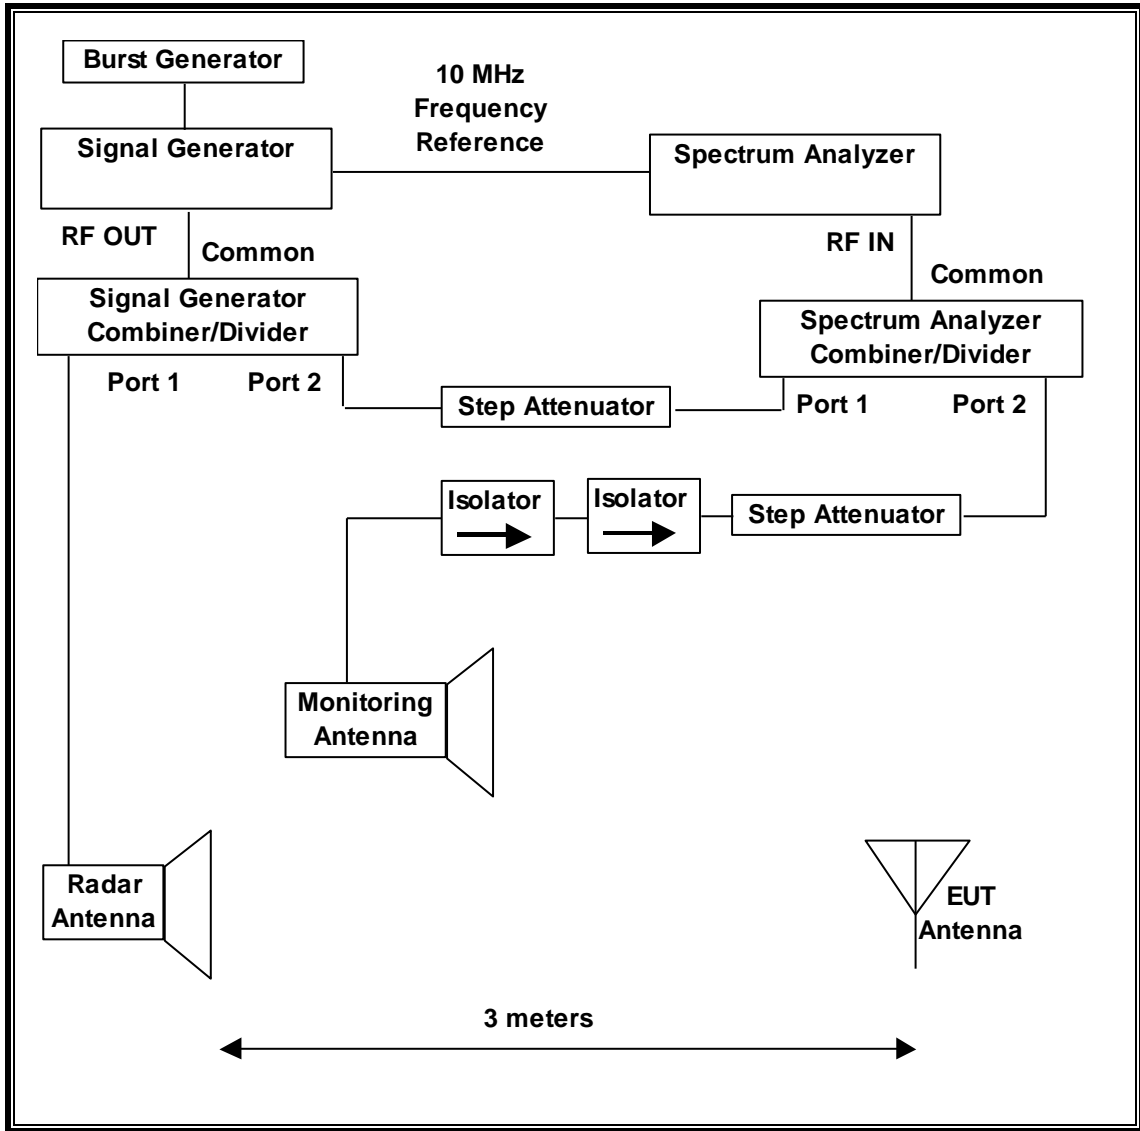 Burst Generator
10 MHz
Frequency
Reference
Signal Generator
Spectrum Analyzer
RF OUT
Common
RF IN
Common
Signal Generator
Combiner/Divider
Spectrum Analyzer
Combiner/Divider
Port 1
Port 2
Step Attenuator
Port 1
Port 2
Isolator
Isolator
Step Attenuator
Monitoring
Antenna
Radar
Antenna
EUT
Antenna
3 meters